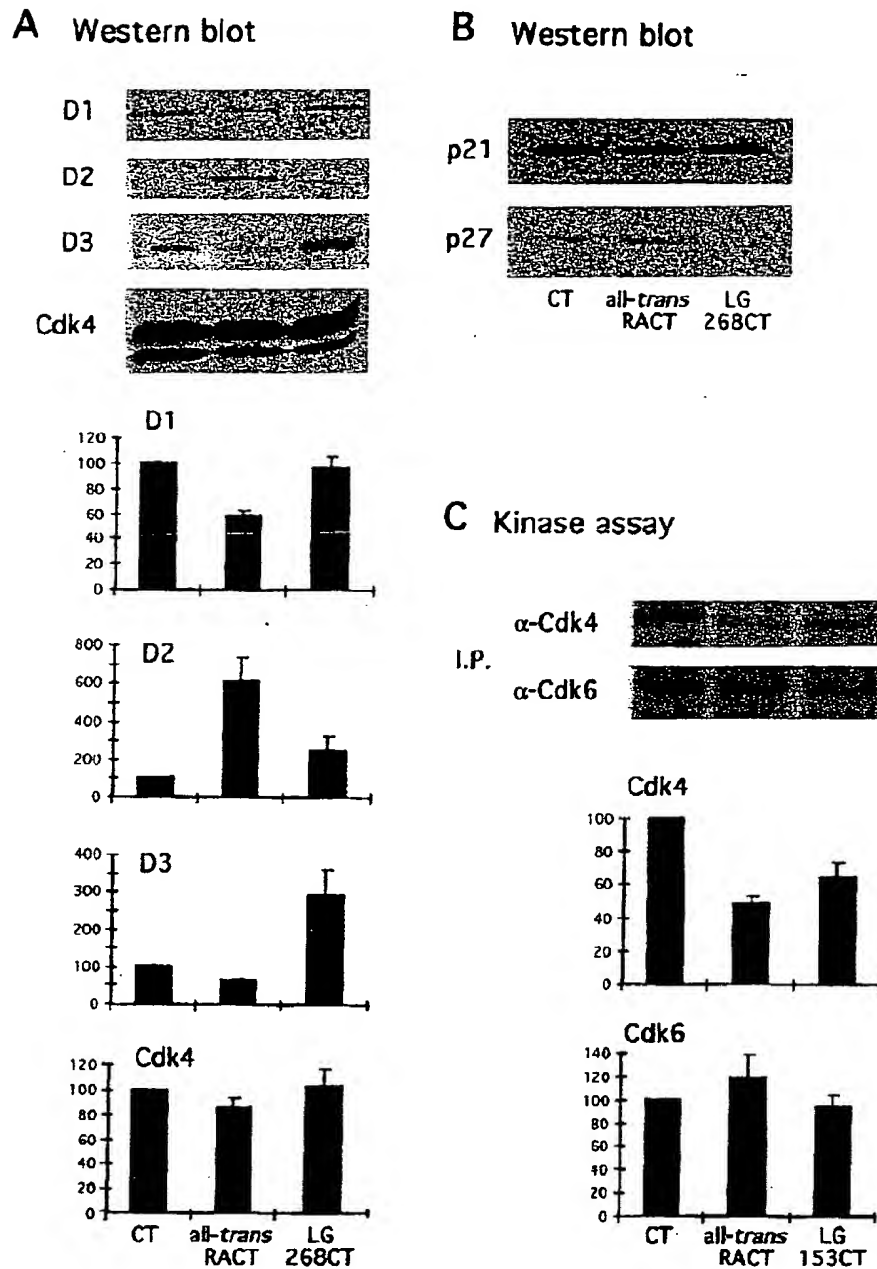 A Western blot
D1
D2
D3
Cdk4
D1
120
100
80
60
40
20
0
D2
800
600
400
200
0
D3
400
300
200
100
0
Cdk4
120
100
80
60
40
20
0
CT all-trans RACT LG 268CT
B Western blot
p21
p27
CT all-trans RACT LG 268CT
C Kinase assay
I.P.
α-Cdk4
α-Cdk6
Cdk4
100
80
60
40
20
0
Cdk6
140
120
100
80
60
40
20
0
CT all-trans RACT LG 153CT